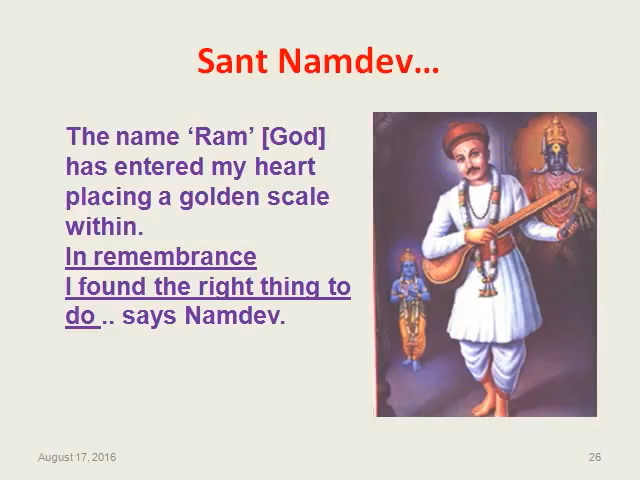 Sant Namdev…
The name ‘Ram’ [God]
has entered my heart
placing a golden scale
within.
In remembrance
I found the right thing to
do .. says Namdev.
August 17, 2016
26